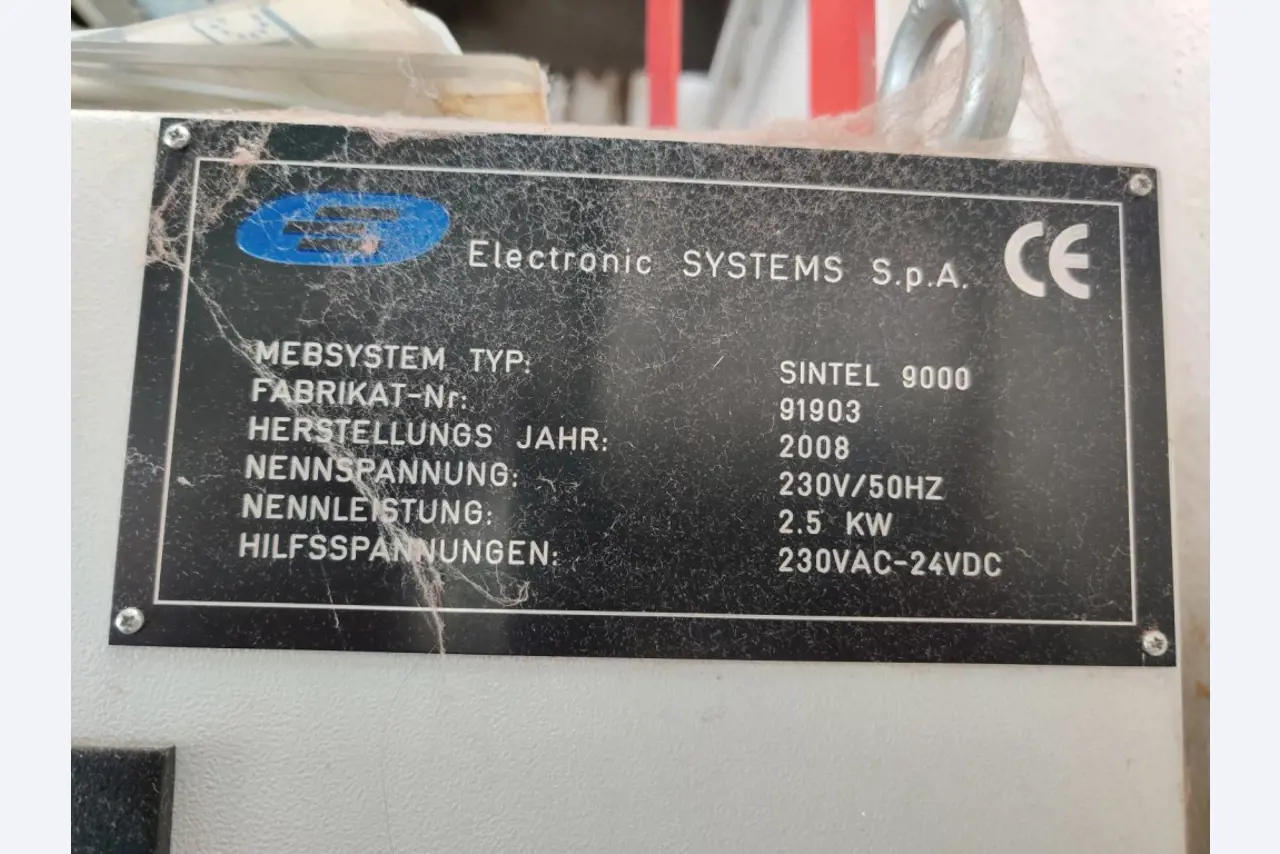 Electronic SYSTEMS S.p.A. CE
MEBSYSTEM TYP: SINTEL 9000
FABRIKAT-Nr: 91903
HERSTELLUNGS JAHR: 2008
NENNSPANNUNG: 230V/50HZ
NENNLEISTUNG: 2.5 KW
HILFSSPANNUNGEN: 230VAC-24VDC